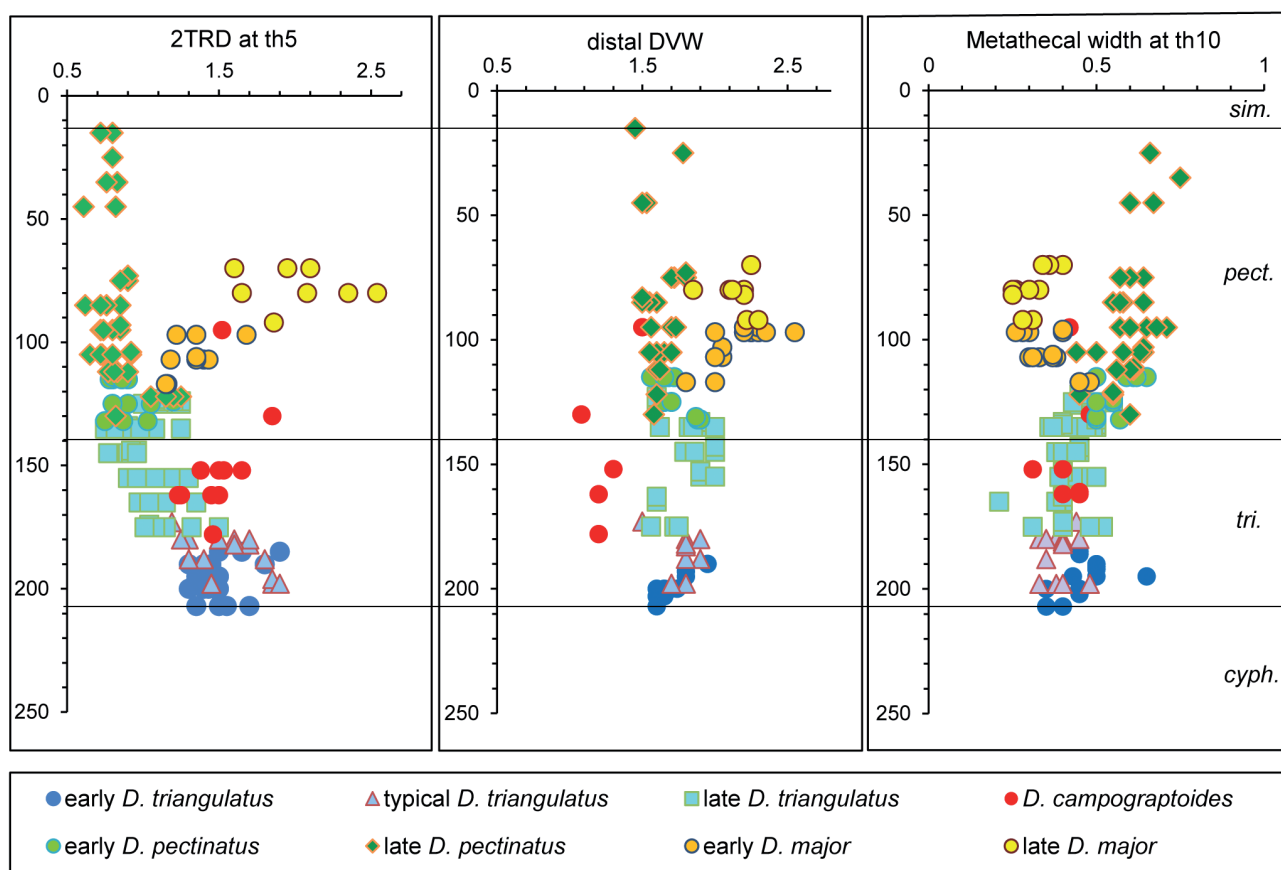 2TRD at th5
0.5 1.5 2.5
0
50
100
150
200
250
distal DVW
0.5 1.5 2.5
0
50
100
150
200
250
Metathecal width at th10
0 0.5 1
0
50
100
150
200
250
sim.
pect.
tri.
cyph.
early D. triangulatus typical D. triangulatus late D. triangulatus D. campograptoides
early D. pectinatus late D. pectinatus early D. major late D. major